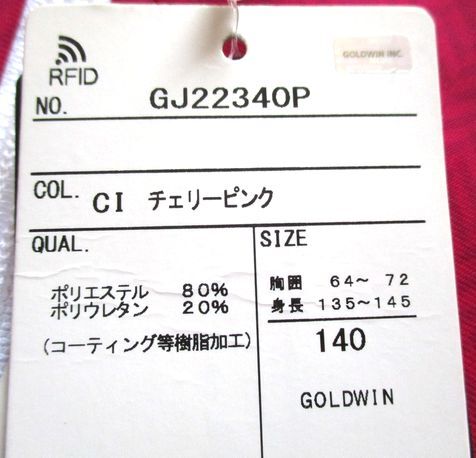 RFID
GOLDWIN INC.
NO. GJ22340P
COL. CI チェリーピンク
QUAL.
ポリエステル 80%
ポリウレタン 20%
(コーティング等樹脂加工)
SIZE
胸囲 64～ 72
身長 135～145
140
GOLDWIN